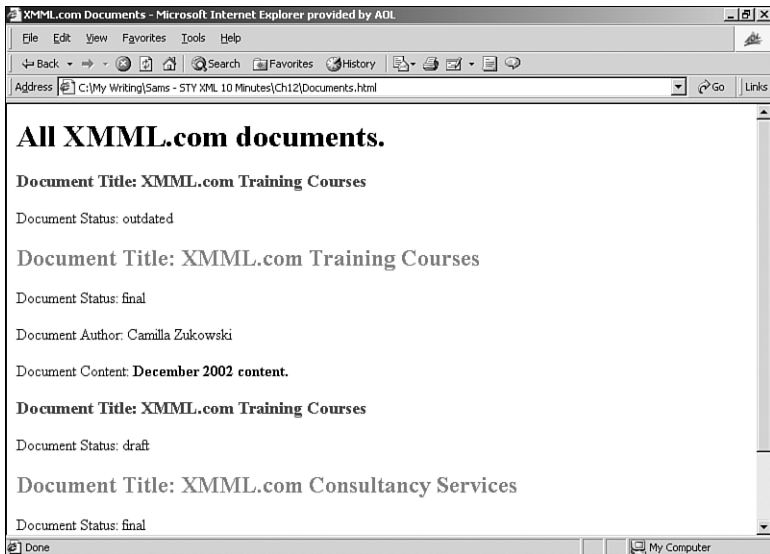 XMML.com Documents - Microsoft Internet Explorer provided by AOL
File Edit View Favorites Tools Help
Back Search Favorites History
Address C:\My Writing\Sams - STY XML 10 Minutes\Ch12\Documents.html Go Links
All XMML.com documents.
Document Title: XMML.com Training Courses
Document Status: outdated
Document Title: XMML.com Training Courses
Document Status: final
Document Author: Camilla Zukowski
Document Content: December 2002 content.
Document Title: XMML.com Training Courses
Document Status: draft
Document Title: XMML.com Consultancy Services
Document Status: final
Done My Computer